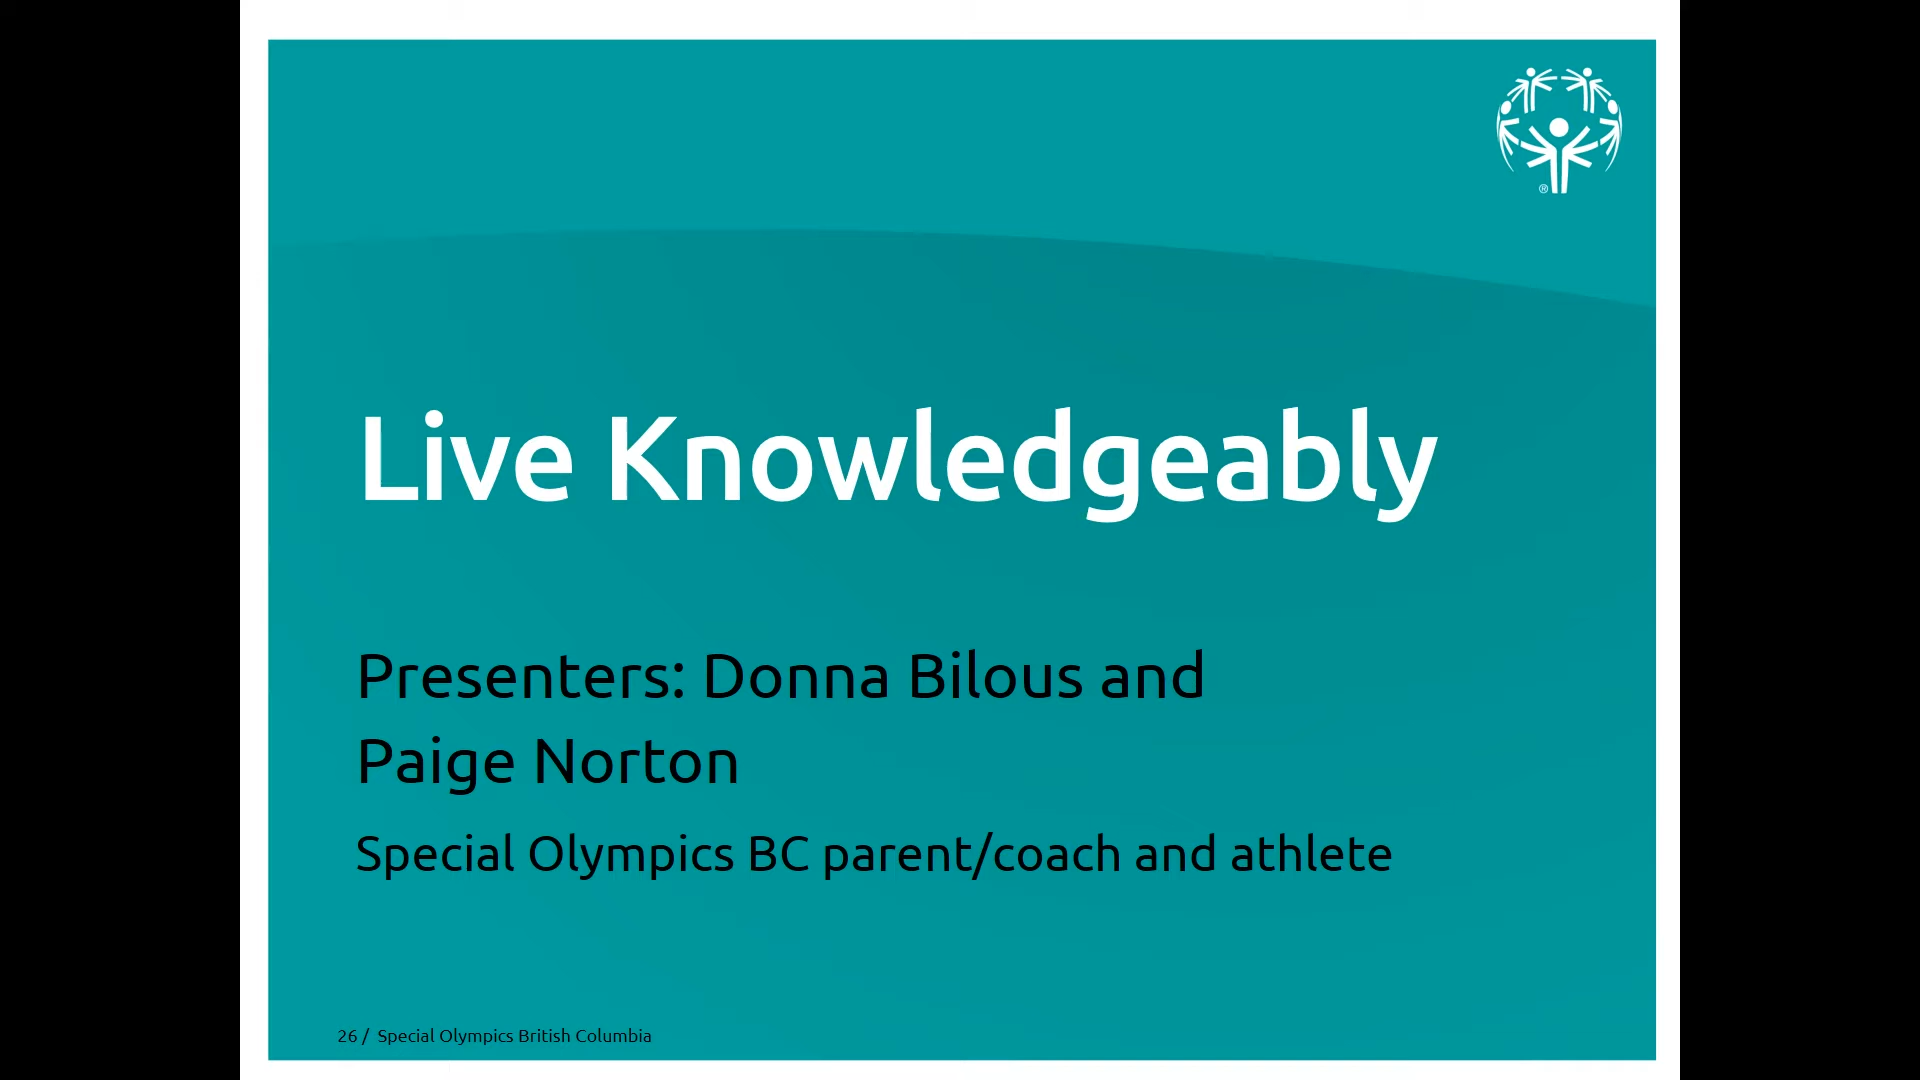 Live Knowledgeably
Presenters: Donna Bilous and
Paige Norton
Special Olympics BC parent/coach and athlete
26 / Special Olympics British Columbia
®